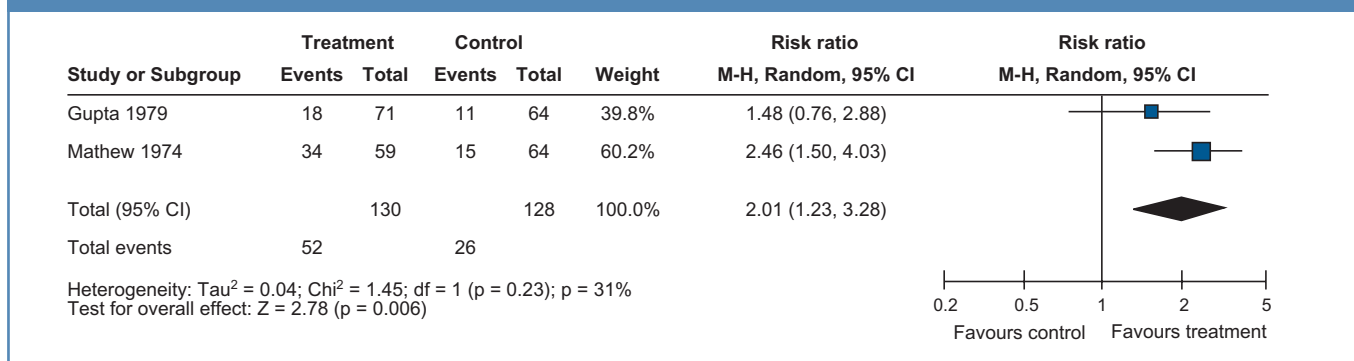 Treatment Control Risk ratio Risk ratio
Study or Subgroup Events Total Events Total Weight M-H, Random, 95% CI M-H, Random, 95% CI
Gupta 1979 18 71 11 64 39.8% 1.48 (0.76, 2.88)
Mathew 1974 34 59 15 64 60.2% 2.46 (1.50, 4.03)
Total (95% CI) 130 128 100.0% 2.01 (1.23, 3.28)
Total events 52 26
Heterogeneity: Tau² = 0.04; Chi² = 1.45; df = 1 (p = 0.23); p = 31%
Test for overall effect: Z = 2.78 (p = 0.006)
0.2 0.5 1 2 5
Favours control Favours treatment